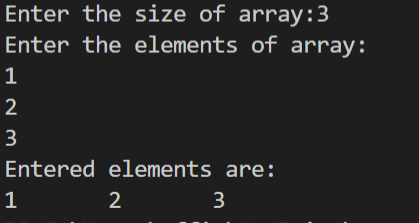 Enter the size of array:3
Enter the elements of array:
1
2
3
Entered elements are:
1 2 3